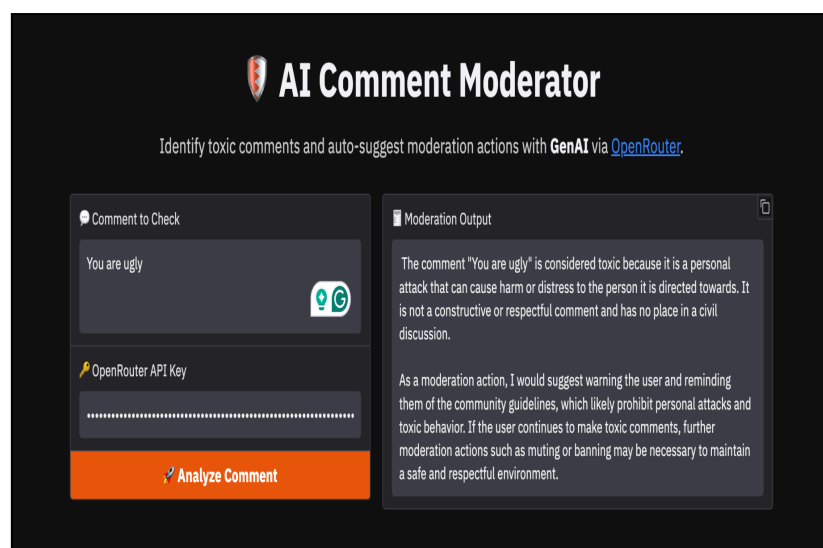 AI Comment Moderator
Identify toxic comments and auto-suggest moderation actions with GenAI via OpenRouter.
Comment to Check
You are ugly
OpenRouter API Key
••••••••••••••••••••••••••••••••••••••••••••••••••••••••••••••••
Analyze Comment
Moderation Output
The comment "You are ugly" is considered toxic because it is a personal
attack that can cause harm or distress to the person it is directed towards. It
is not a constructive or respectful comment and has no place in a civil
discussion.
As a moderation action, I would suggest warning the user and reminding
them of the community guidelines, which likely prohibit personal attacks and
toxic behavior. If the user continues to make toxic comments, further
moderation actions such as muting or banning may be necessary to maintain
a safe and respectful environment.